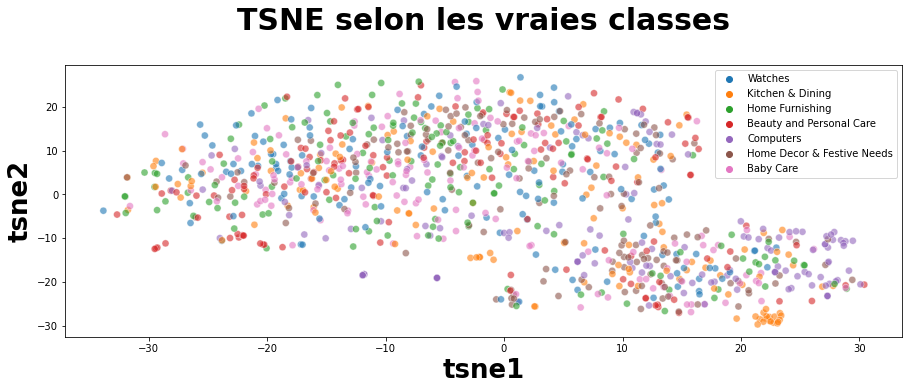 TSNE selon les vraies classes
Watches
Kitchen & Dining
Home Furnishing
Beauty and Personal Care
Computers
Home Decor & Festive Needs
Baby Care
20
10
0
−10
−20
−30
tsne2
−30
−20
−10
0
10
20
30
tsne1